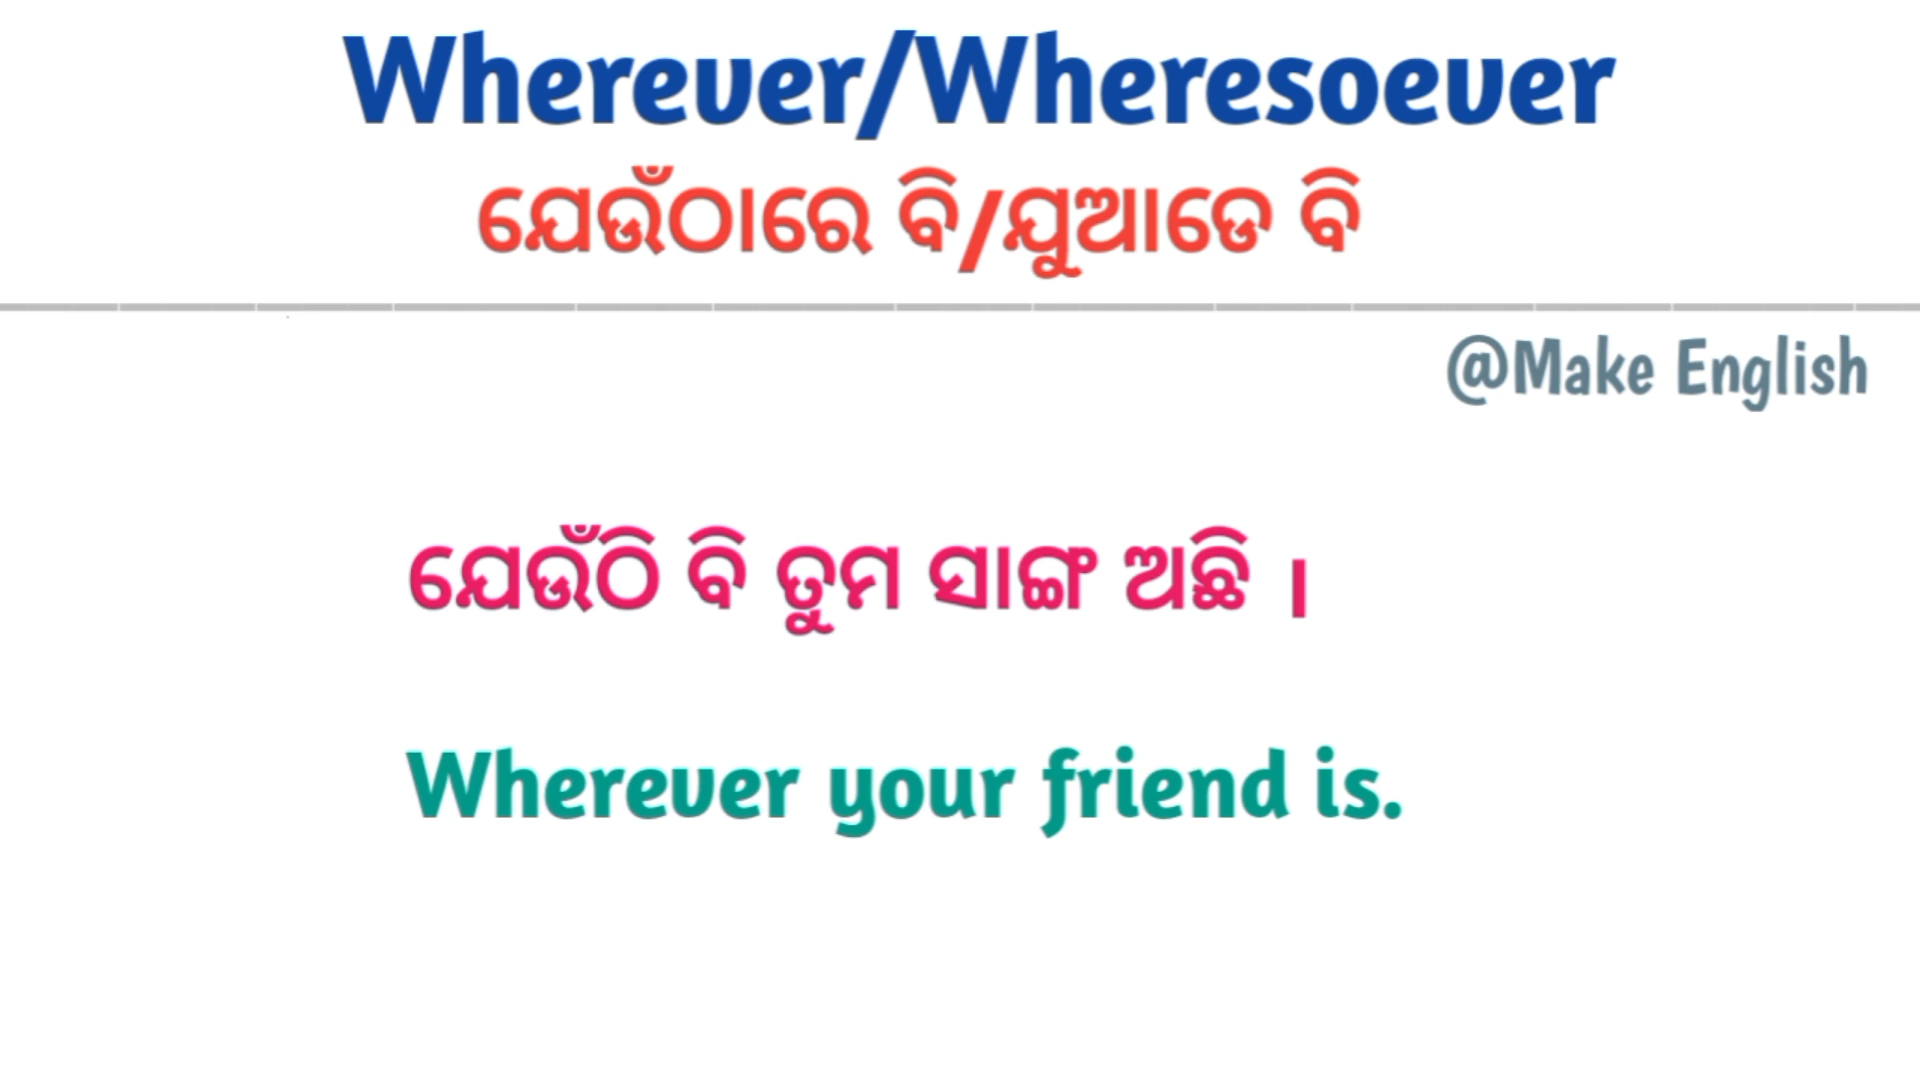 Wherever/Wheresoever
ଯେଉଁଠାରେ ବି/ଯୁଆଡେ ବି
@Make English
ଯେଉଁଠି ବି ତୁମ ସାଙ୍ଗ ଅଛି ।
Wherever your friend is.